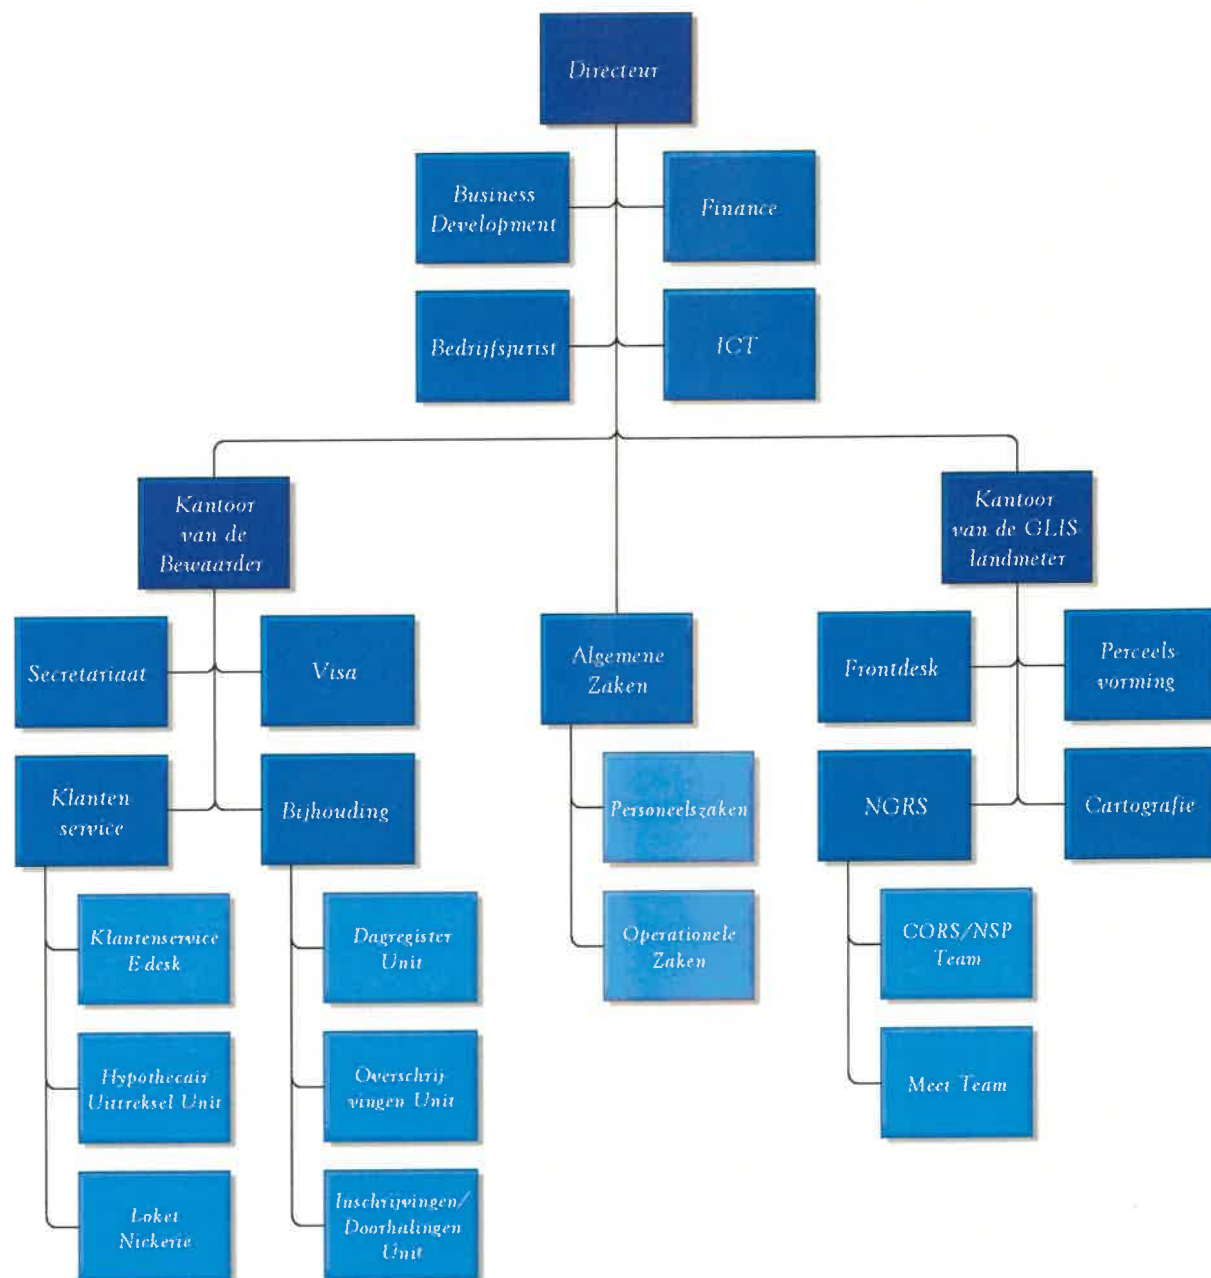 Directeur
Business
Development
Finance
Bedrijfsjurist
ICT
Kantoor
van de
Bewaarder
Kantoor
van de GLIS
landmeter
Secretariaat
Visa
Algemene
Zaken
Frontdesk
Perceels-
vorming
Klanten
service
Bijhouding
Personeelszaken
NGRS
Cartografie
Klantenservice
E-desk
Dagregister
Unit
Operationele
Zaken
CORS/NSP
Team
Hypothecair
Uittreksel Unit
Overschrij
vingen Unit
Meet Team
Loket
Nickerie
Inschrijvingen/
Doorhalingen
Unit